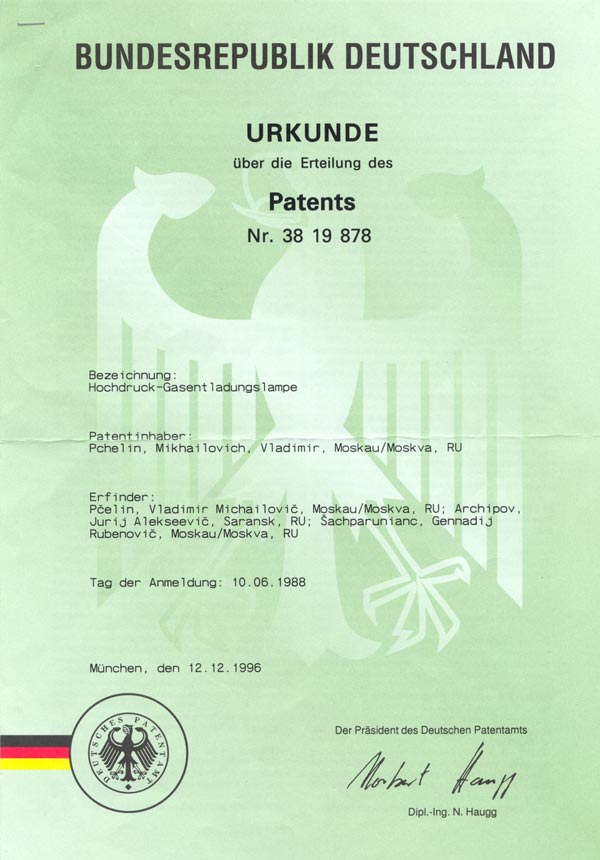 BUNDESREPUBLIK DEUTSCHLAND
URKUNDE
über die Erteilung des
Patents
Nr. 38 19 878
Bezeichnung:
Hochdruck-Gasentladungslampe
Patentinhaber:
Pchelin, Mikhailovich, Vladimir, Moskau/Moskva, RU
Erfinder:
Pčelin, Vladimir Michailovič, Moskau/Moskva, RU; Archipov,
Jurij Alekseevič, Saransk, RU; Šachparunianc, Gennadij
Rubenovič, Moskau/Moskva, RU
Tag der Anmeldung: 10.06.1988
München, den 12.12.1996
DEUTSCHES PATENTAMT
Der Präsident des Deutschen Patentamts
Norbert Haugg
Dipl.-Ing. N. Haugg